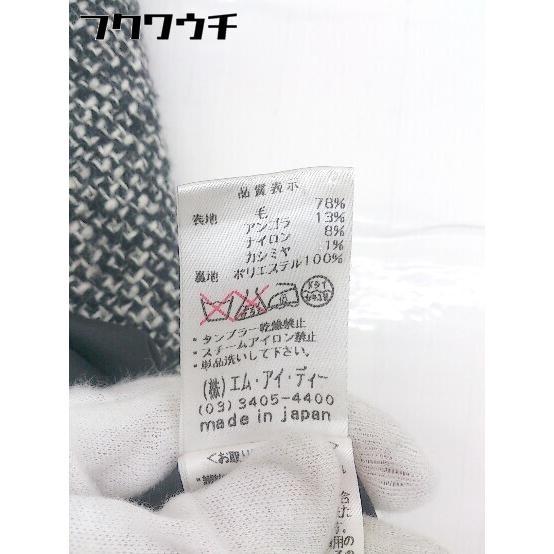 フクワウチ
品質表示
表地 毛 78%
アンゴラ 13%
ナイロン 8%
カシミヤ 1%
裏地 ポリエステル100%
・タンブラー乾燥禁止
・スチームアイロン禁止
・単品洗いして下さい。
(株)エム・アイ・ディー
(03)3405-4400
made in japan
<お取り